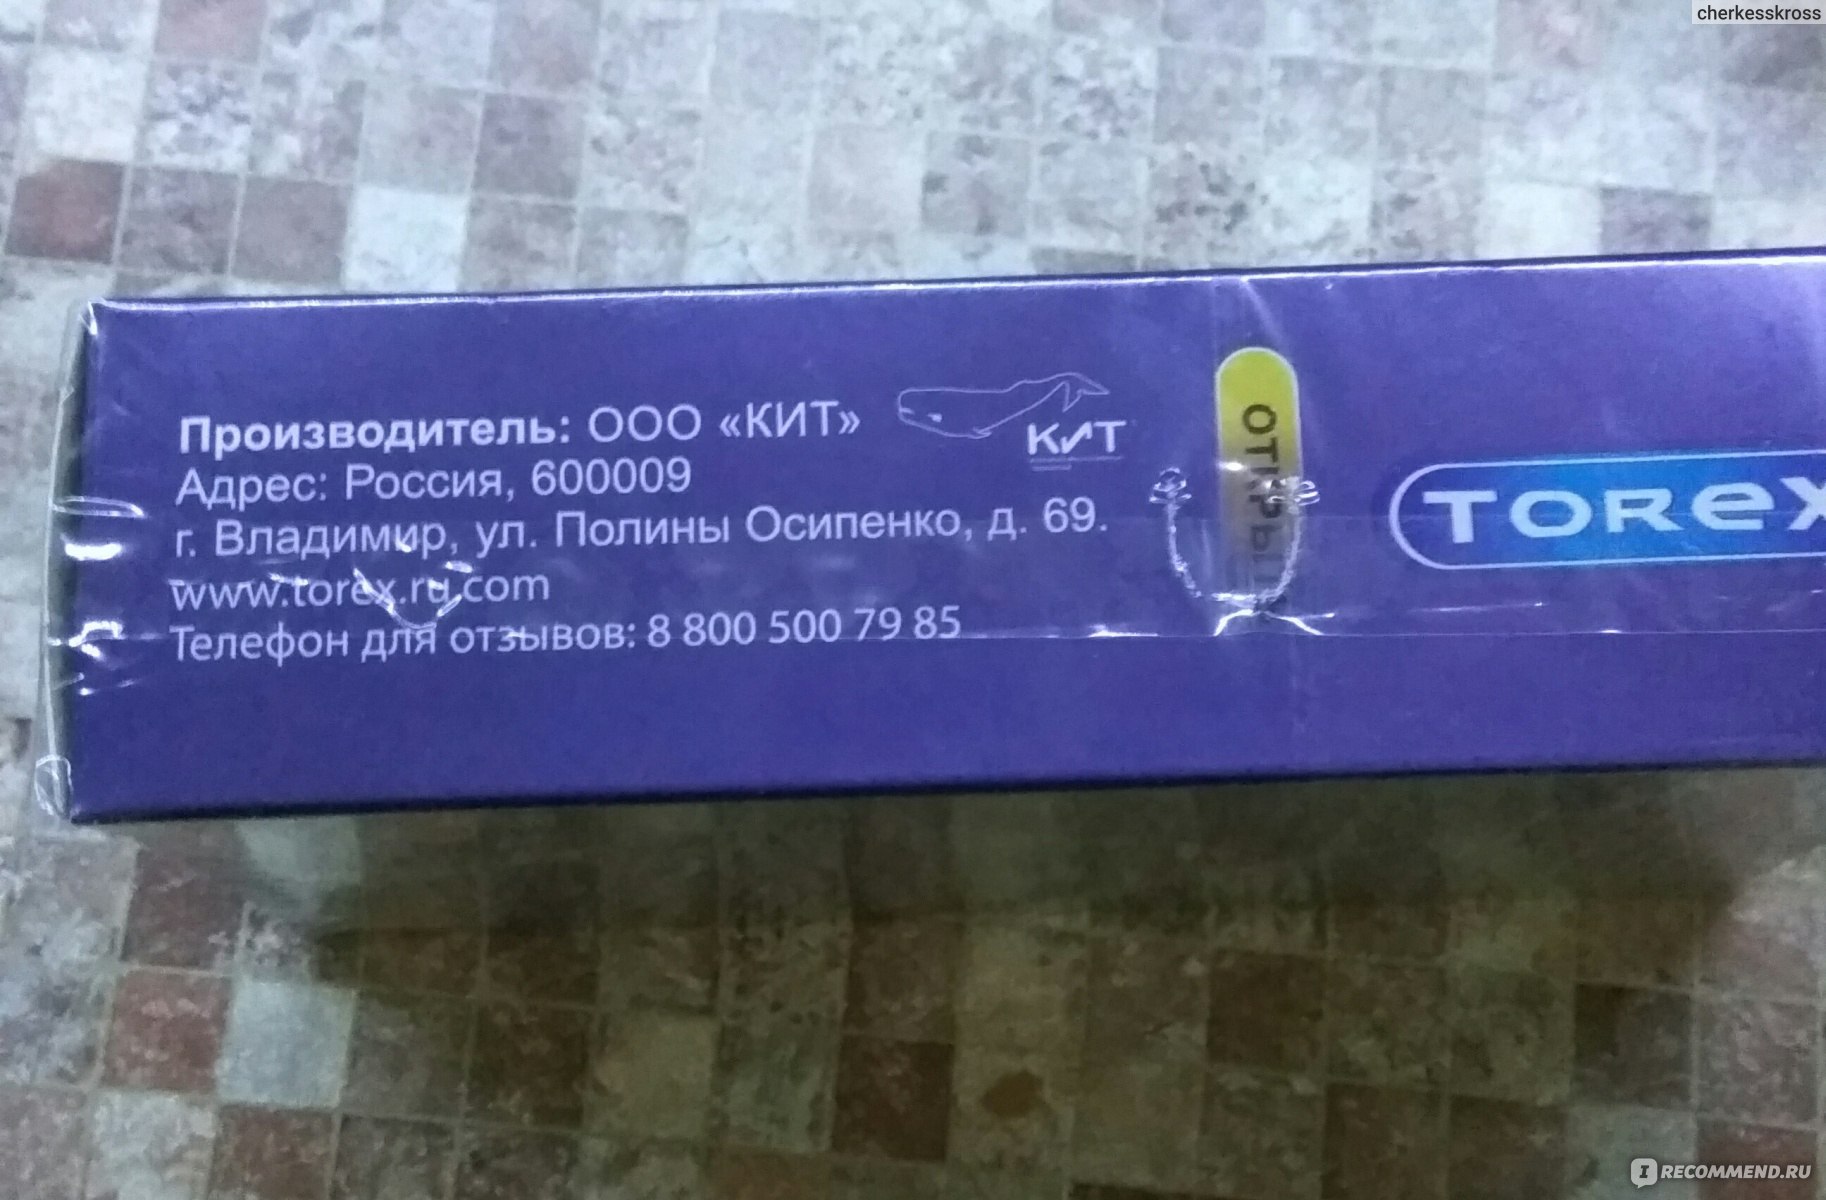 cherkesskross
Производитель: ООО «КИТ»
КИТ
Адрес: Россия, 600009
г. Владимир, ул. Полины Осипенко, д. 69.
www.torex.ru.com
Телефон для отзывов: 8 800 500 79 85
TOREX
IRECOMMEND.RU